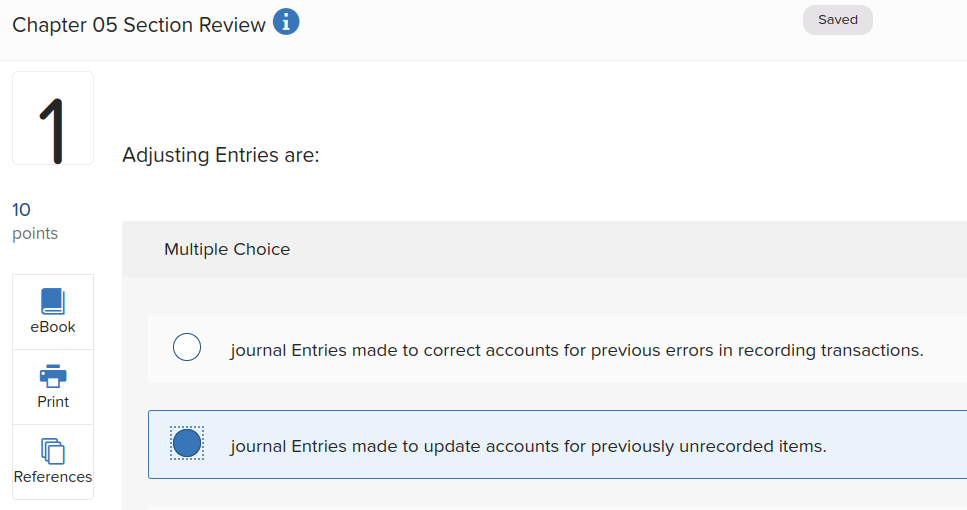 Chapter 05 Section Review i
Saved
1
Adjusting Entries are:
10
points
Multiple Choice
eBook
journal Entries made to correct accounts for previous errors in recording transactions.
Print
journal Entries made to update accounts for previously unrecorded items.
References